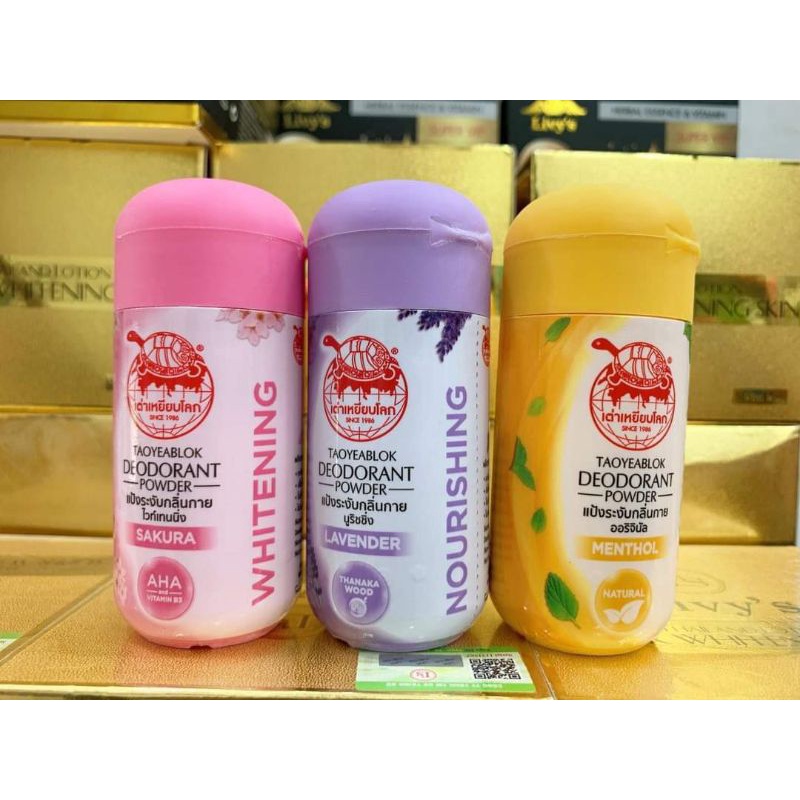 Livy's
HERBAL ESSENCE & VITAMIN
WHITENING
เต่าเหยียบโลก
SINCE 1986
TAOYEABLOK
DEODORANT
POWDER
แป้งระงับกลิ่นกาย
ไวท์เทนนิ่ง
SAKURA
AHA
and
VITAMIN B3
WHITENING
เต่าเหยียบโลก
SINCE 1986
TAOYEABLOK
DEODORANT
POWDER
แป้งระงับกลิ่นกาย
นูริชชิ่ง
LAVENDER
THANAKA
WOOD
NOURISHING
เต่าเหยียบโลก
SINCE 1986
TAOYEABLOK
DEODORANT
POWDER
แป้งระงับกลิ่นกาย
ออริจินัล
MENTHOL
NATURAL